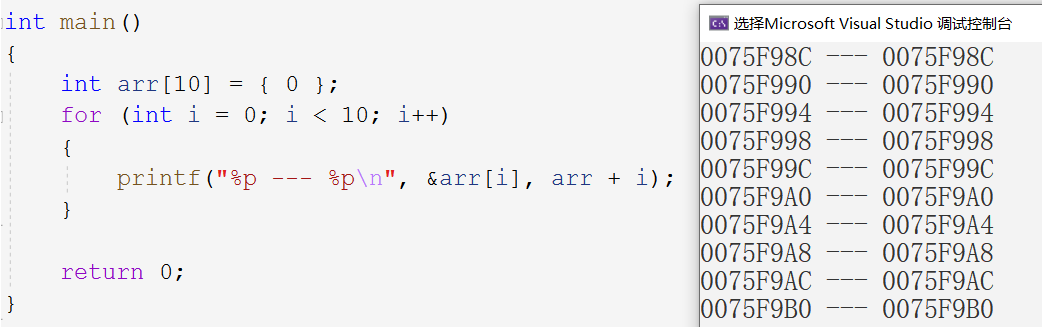 int main()
{
int arr[10] = { 0 };
for (int i = 0; i < 10; i++)
{
printf("%p --- %p\n", &arr[i], arr + i);
}
return 0;
}
选择Microsoft Visual Studio 调试控制台
0075F98C --- 0075F98C
0075F990 --- 0075F990
0075F994 --- 0075F994
0075F998 --- 0075F998
0075F99C --- 0075F99C
0075F9A0 --- 0075F9A0
0075F9A4 --- 0075F9A4
0075F9A8 --- 0075F9A8
0075F9AC --- 0075F9AC
0075F9B0 --- 0075F9B0